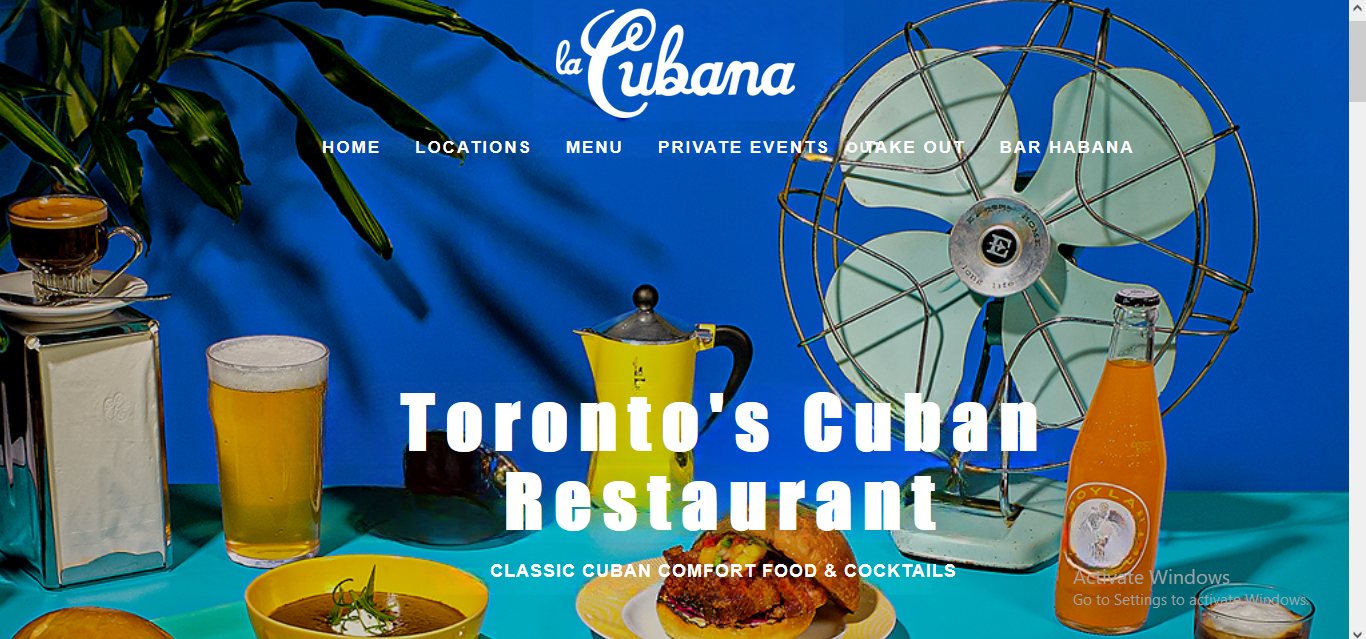 la Cubana
HOME LOCATIONS MENU PRIVATE EVENTS TAKE OUT BAR HABANA
E
Toronto's Cuban
Restaurant
BOYLAN
CLASSIC CUBAN COMFORT FOOD & COCKTAILS
Activate Windows
Go to Settings to activate Windows.